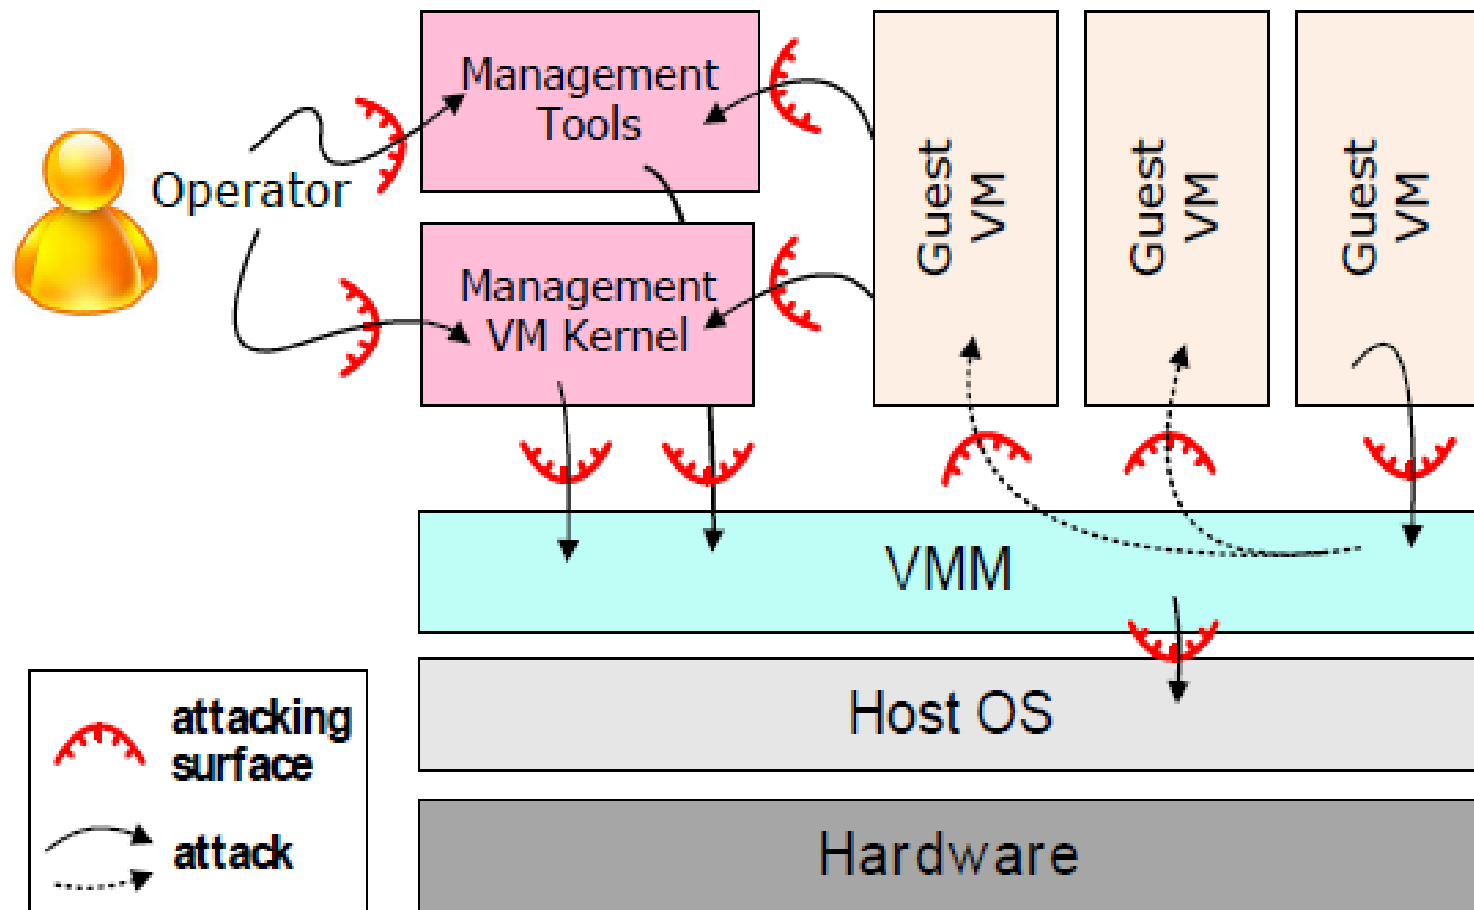 Management
Tools
Operator
Management
VM Kernel
Guest
VM
Guest
VM
Guest
VM
VMM
Host OS
Hardware
attacking
surface
attack